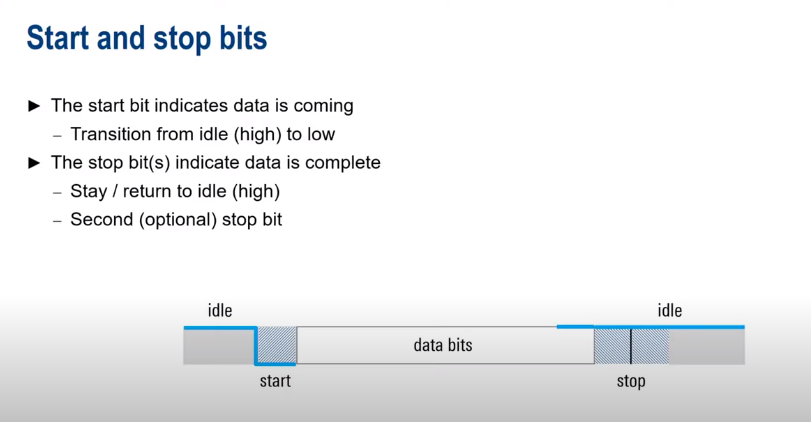 Start and stop bits
► The start bit indicates data is coming
– Transition from idle (high) to low
► The stop bit(s) indicate data is complete
– Stay / return to idle (high)
– Second (optional) stop bit
idle
idle
data bits
start
stop